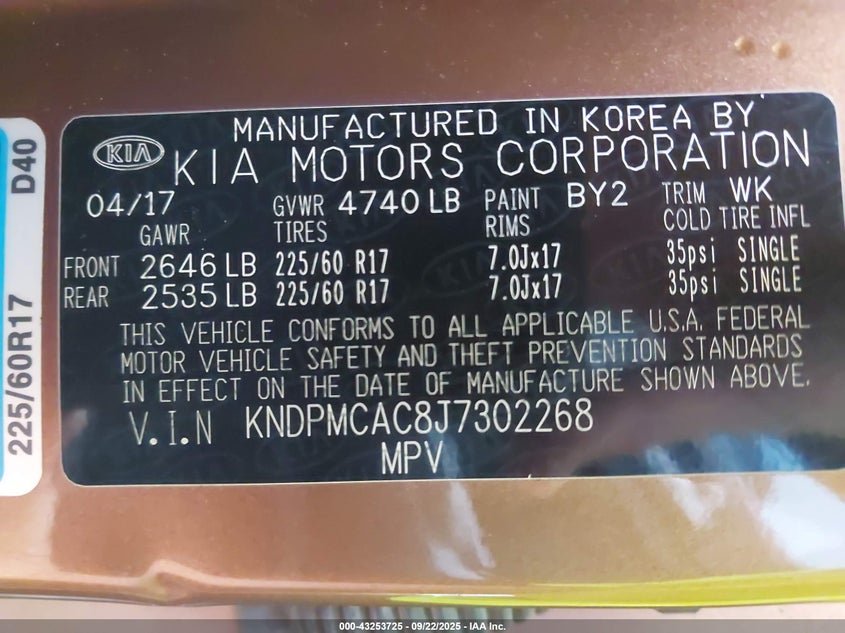 MANUFACTURED IN KOREA BY
KIA KIA MOTORS CORPORATION
04/17 GVWR 4740 LB PAINT BY2 TRIM WK
GAWR TIRES RIMS COLD TIRE INFL
FRONT 2646 LB 225/60 R17 7.0Jx17 35psi SINGLE
REAR 2535 LB 225/60 R17 7.0Jx17 35psi SINGLE
THIS VEHICLE CONFORMS TO ALL APPLICABLE U.S.A. FEDERAL
MOTOR VEHICLE SAFETY AND THEFT PREVENTION STANDARDS
IN EFFECT ON THE DATE OF MANUFACTURE SHOWN ABOVE.
V.I.N KNDPMCAC8J7302268
MPV
225/60R17 D40
000-43253725 - 09/22/2025 - © IAA Inc.